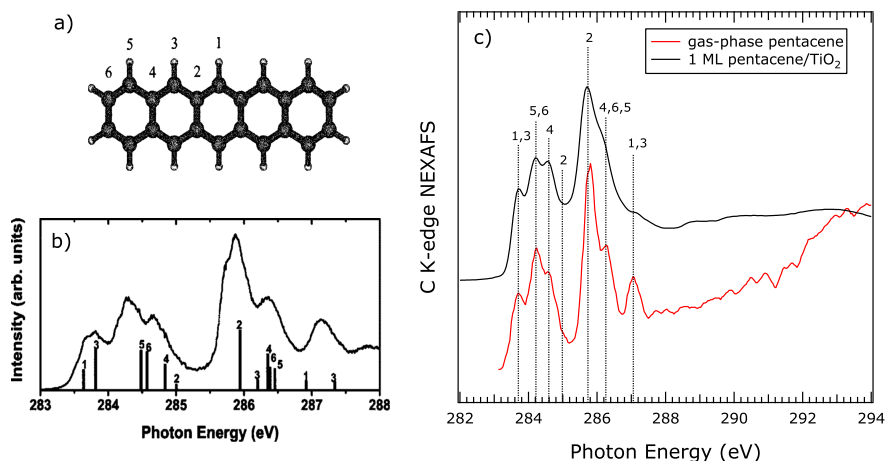 a)
5 3 1
6 4 2
b)
Intensity (arb. units)
1 3 5 6 4 2 2 3 4 6 5 1 3
283 284 285 286 287 288
Photon Energy (eV)
c)
gas-phase pentacene
1 ML pentacene/TiO2
2
5,6
4,6,5
4
1,3
1,3
2
C K-edge NEXAFS
282 284 286 288 290 292 294
Photon Energy (eV)